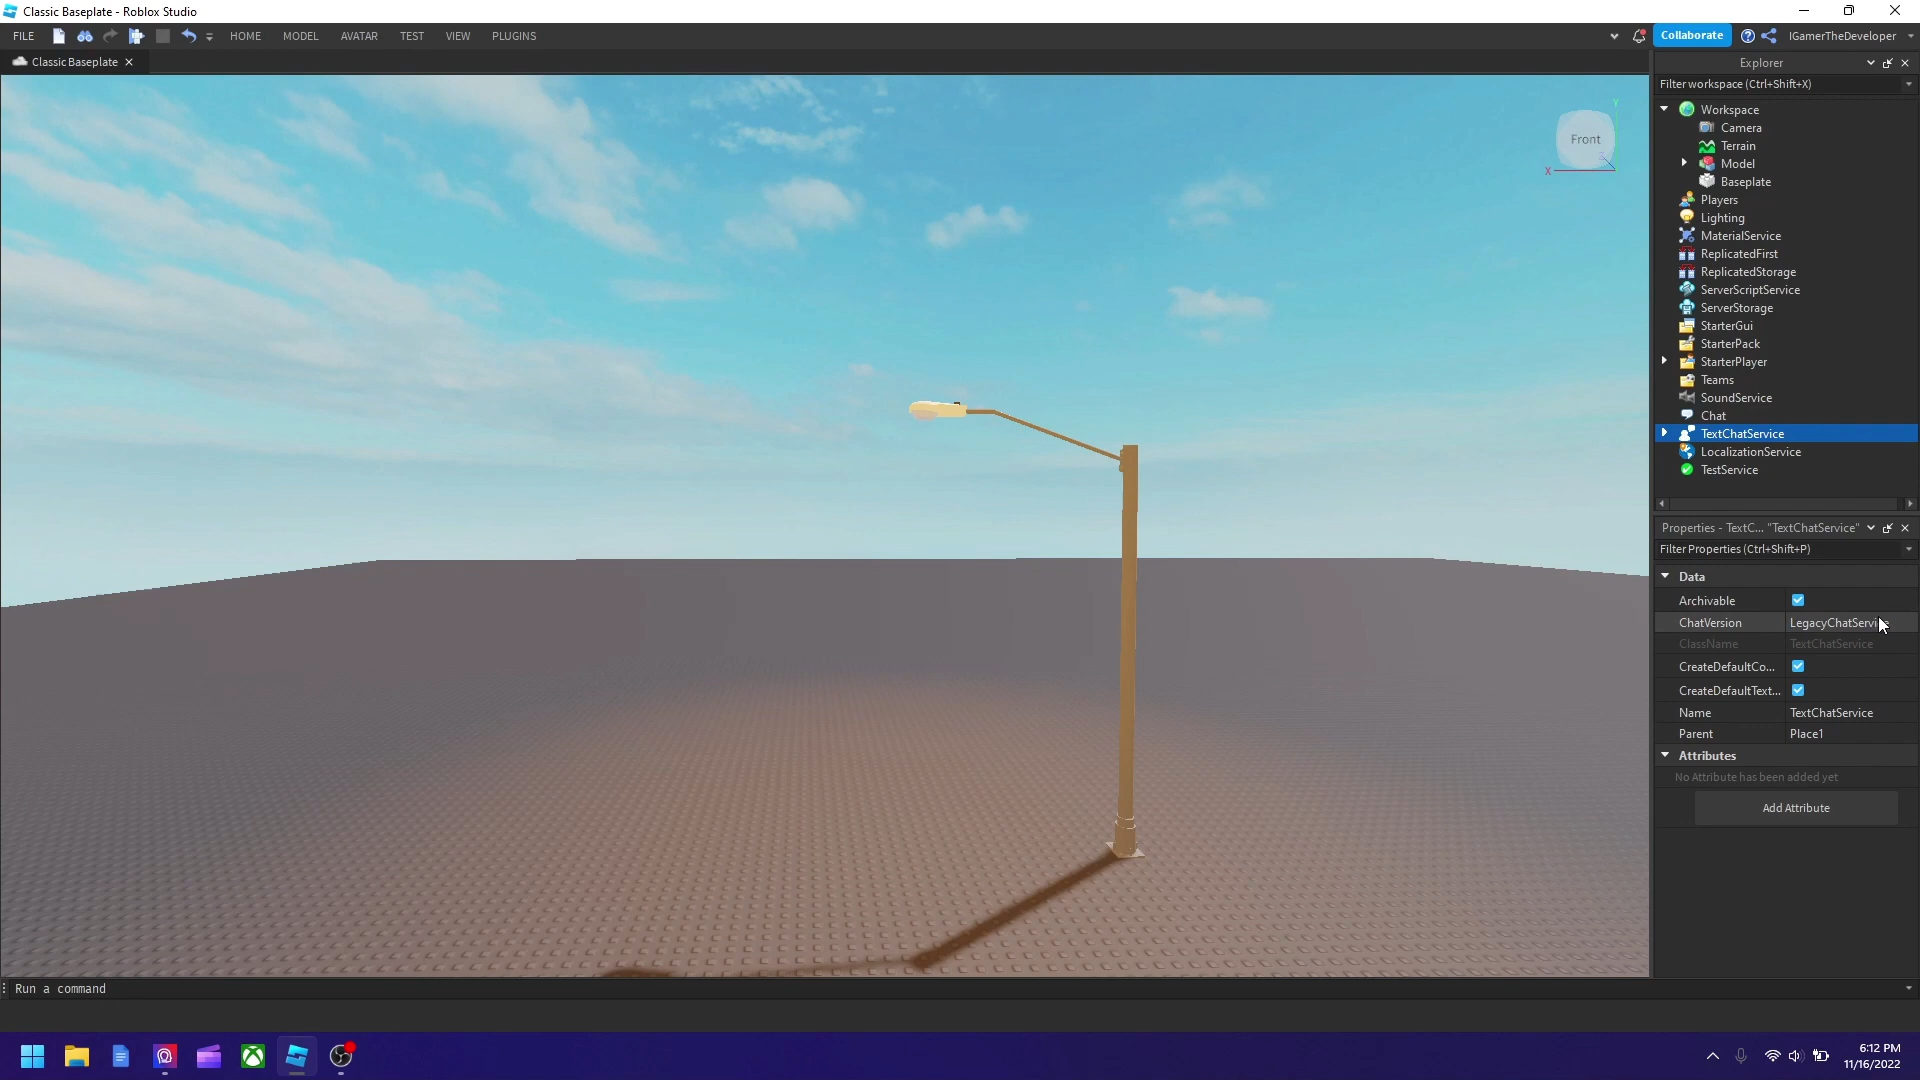 Classic Baseplate - Roblox Studio
FILE
HOME
MODEL
AVATAR
TEST
VIEW
PLUGINS
Collaborate
IGamerTheDeveloper
Classic Baseplate
Front
X
Y
Z
Explorer
Filter workspace (Ctrl+Shift+X)
Workspace
Camera
Terrain
Model
Baseplate
Players
Lighting
MaterialService
ReplicatedFirst
ReplicatedStorage
ServerScriptService
ServerStorage
StarterGui
StarterPack
StarterPlayer
Teams
SoundService
Chat
TextChatService
LocalizationService
TestService
Properties - TextC... "TextChatService"
Filter Properties (Ctrl+Shift+P)
Data
Archivable
ChatVersion LegacyChatService
ClassName TextChatService
CreateDefaultCo...
CreateDefaultText...
Name TextChatService
Parent Place1
Attributes
No Attribute has been added yet
Add Attribute
Run a command
6:12 PM
11/16/2022